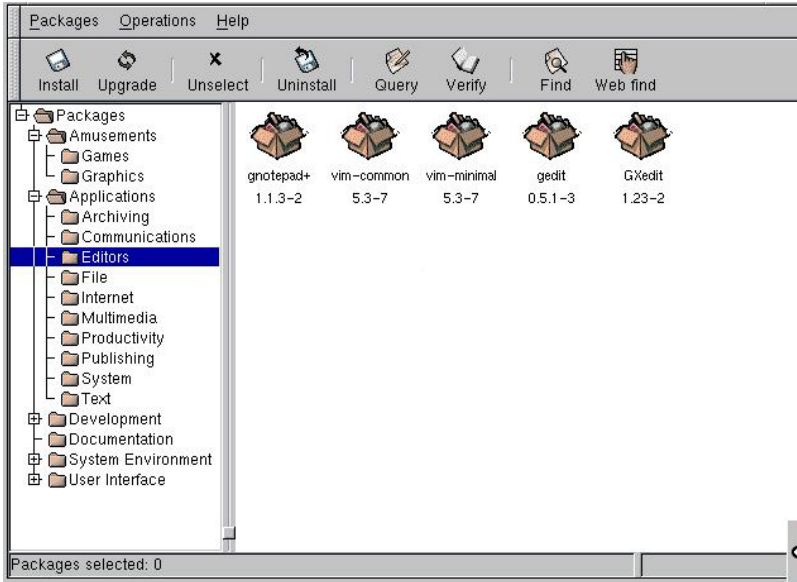 Packages Operations Help
Install Upgrade Unselect Uninstall Query Verify Find Web find
Packages
Amusements
Games
Graphics
Applications
Archiving
Communications
Editors
File
Internet
Multimedia
Productivity
Publishing
System
Text
Development
Documentation
System Environment
User Interface
gnotepad+ vim-common vim-minimal gedit GXedit
1.1.3-2 5.3-7 5.3-7 0.5.1-3 1.23-2
Packages selected: 0